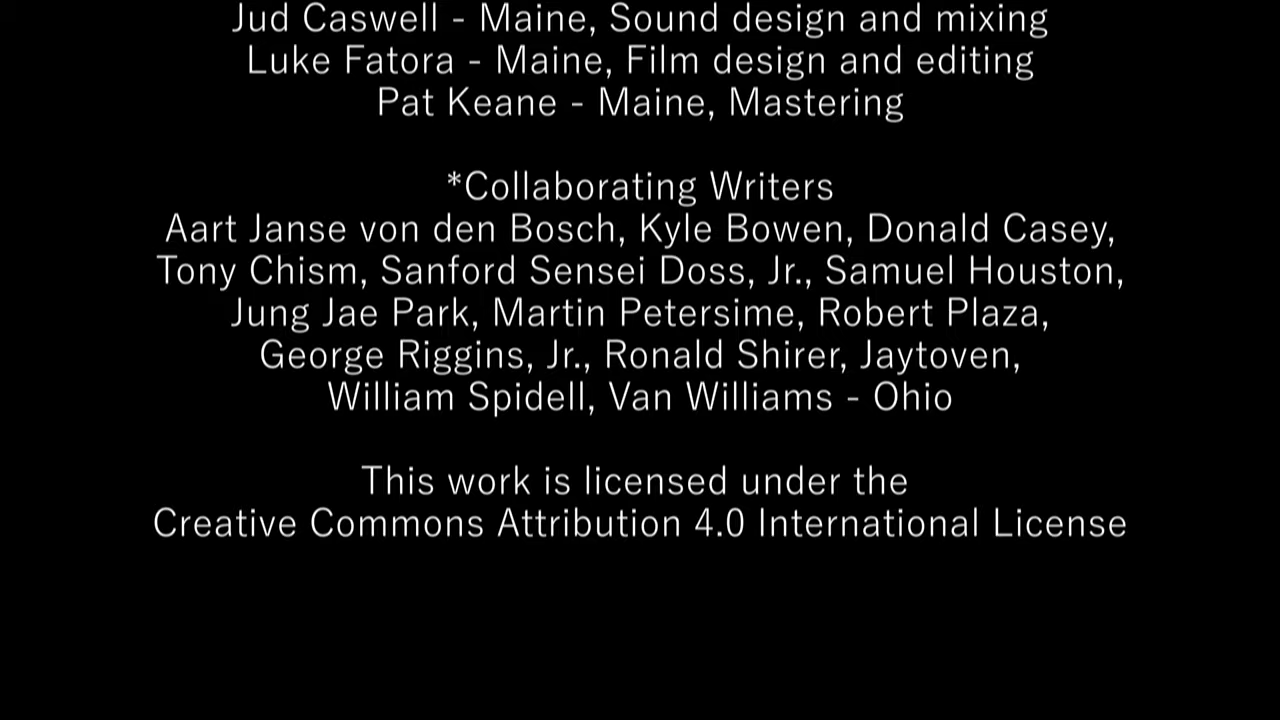 Jud Caswell - Maine, Sound design and mixing
Luke Fatora - Maine, Film design and editing
Pat Keane - Maine, Mastering
*Collaborating Writers
Aart Janse von den Bosch, Kyle Bowen, Donald Casey,
Tony Chism, Sanford Sensei Doss, Jr., Samuel Houston,
Jung Jae Park, Martin Petersime, Robert Plaza,
George Riggins, Jr., Ronald Shirer, Jaytoven,
William Spidell, Van Williams - Ohio
This work is licensed under the
Creative Commons Attribution 4.0 International License